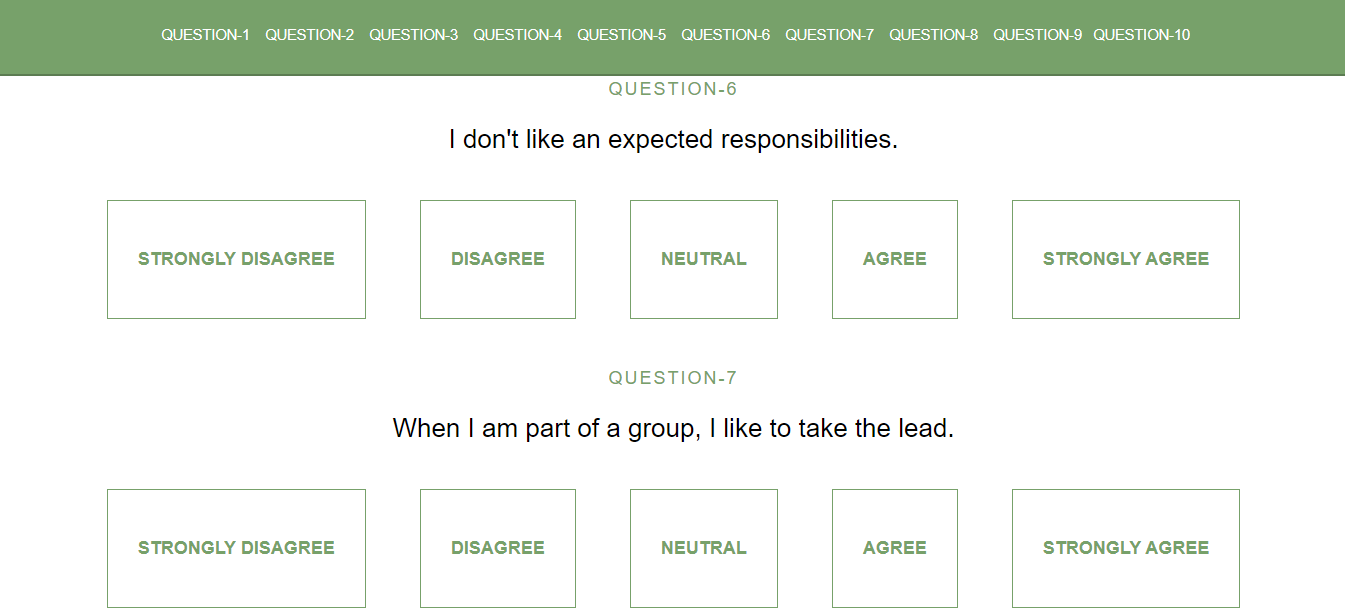 QUESTION-1 QUESTION-2 QUESTION-3 QUESTION-4 QUESTION-5 QUESTION-6 QUESTION-7 QUESTION-8 QUESTION-9 QUESTION-10
QUESTION-6
I don't like an expected responsibilities.
STRONGLY DISAGREE DISAGREE NEUTRAL AGREE STRONGLY AGREE
QUESTION-7
When I am part of a group, I like to take the lead.
STRONGLY DISAGREE DISAGREE NEUTRAL AGREE STRONGLY AGREE